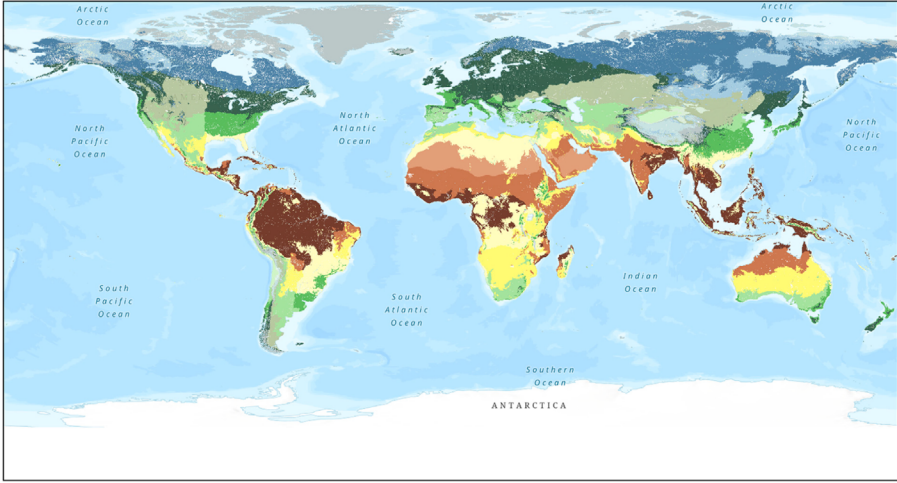 Arctic
Ocean
Arctic
Ocean
North
Pacific
Ocean
North
Atlantic
Ocean
North
Pacific
Ocean
South
Pacific
Ocean
South
Atlantic
Ocean
Indian
Ocean
Southern
Ocean
ANTARCTICA